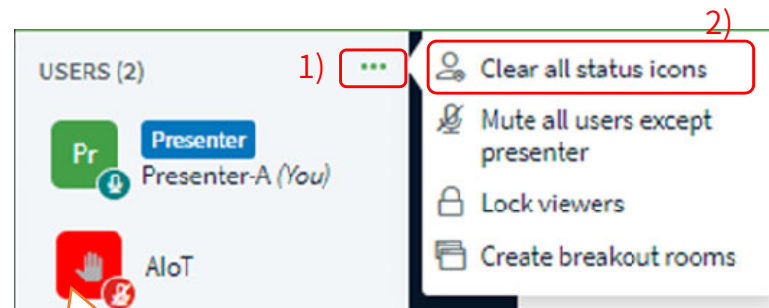 2)
USERS (2)
1)
Clear all status icons
Mute all users except
presenter
Pr
Presenter
Presenter-A (You)
Lock viewers
AIoT
Create breakout rooms